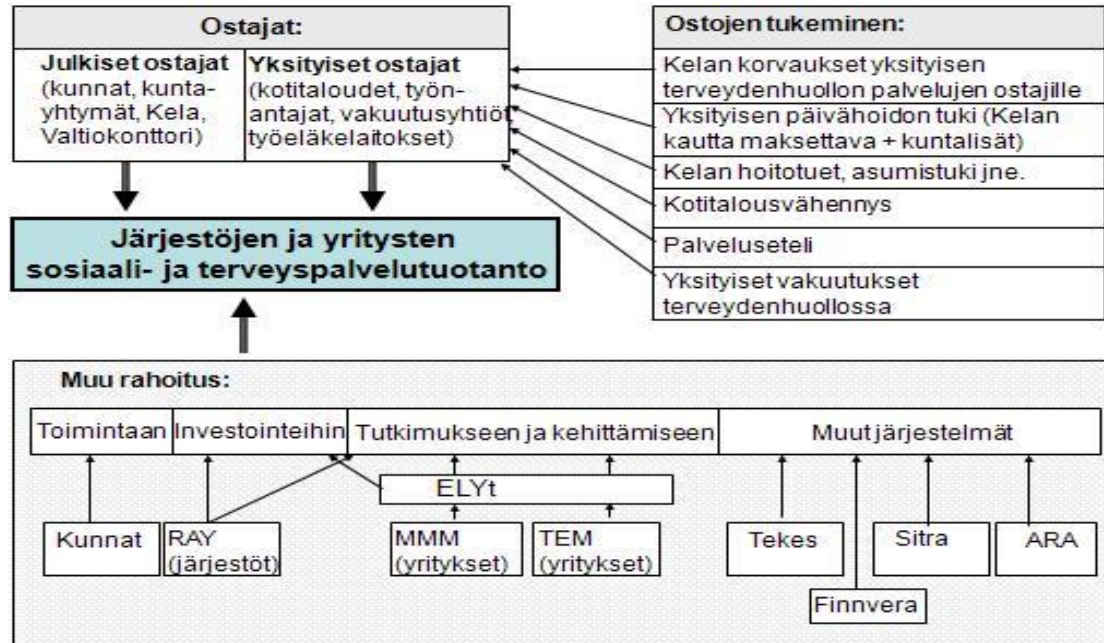 Ostajat:
Julkiset ostajat
(kunnat, kunta-
yhtymät, Kela,
Valtiokonttori)
Yksityiset ostajat
(kotitaloudet, työn-
antajat, vakuutusyhtiöt,
työeläkelaitokset)
Ostojen tukeminen:
Kelan korvaukset yksityisen
terveydenhuollon palvelujen ostajille
Yksityisen päivähoidon tuki (Kelan
kautta maksettava + kuntalisät)
Kelan hoitotuet, asumistuki jne.
Kotitalousvähennys
Palveluseteli
Yksityiset vakuutukset
terveydenhuollossa
Järjestöjen ja yritysten
sosiaali- ja terveyspalvelutuotanto
Muu rahoitus:
Toimintaan
Investointeihin
Tutkimukseen ja kehittämiseen
Muut järjestelmät
ELYt
Kunnat
RAY
(järjestöt)
MMM
(yritykset)
TEM
(yritykset)
Tekes
Sitra
ARA
Finnvera